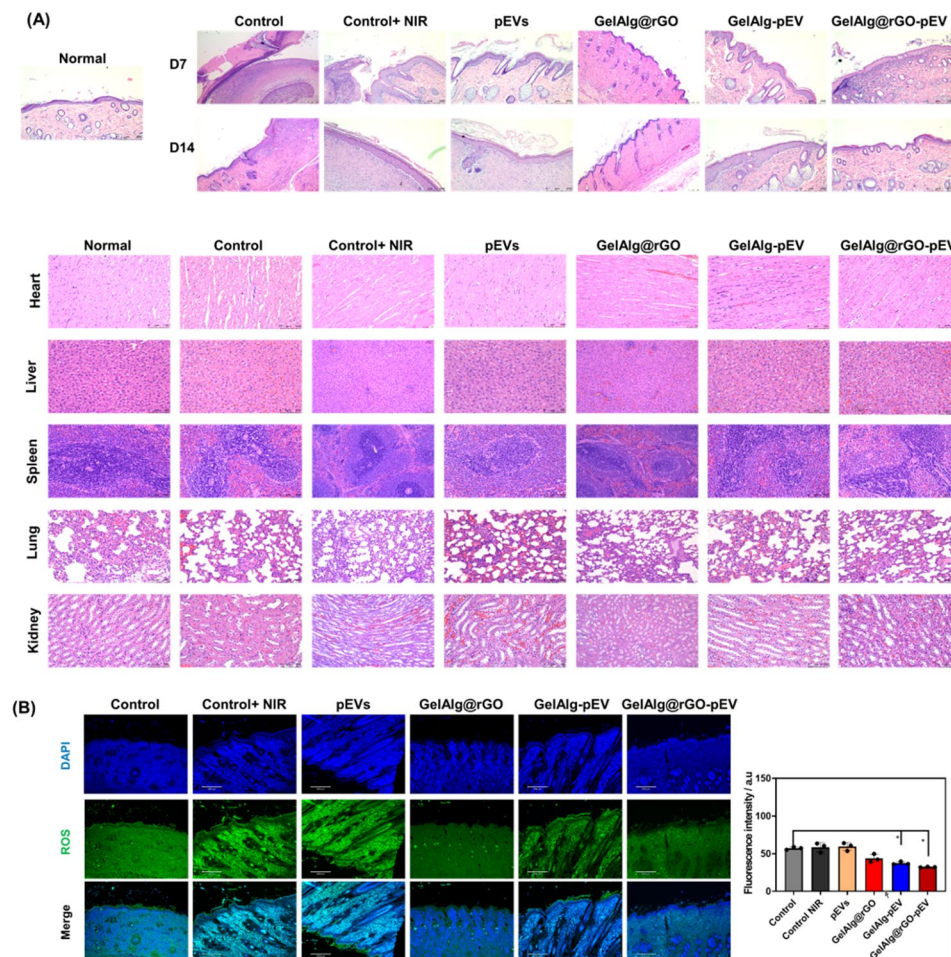 (A)
Normal
Control Control+ NIR pEVs GelAlg@rGO GelAlg-pEV GelAlg@rGO-pEV
D7
D14
Normal Control Control+ NIR pEVs GelAlg@rGO GelAlg-pEV GelAlg@rGO-pEV
Heart
Liver
Spleen
Lung
Kidney
(B)
Control Control+ NIR pEVs GelAlg@rGO GelAlg-pEV GelAlg@rGO-pEV
DAPI
ROS
Merge
Fluorescence intensity / a.u
150
100
50
0
* *
Control
Control NIR
pEVs
GelAlg@rGO
GelAlg-pEV
GelAlg@rGO-pEV